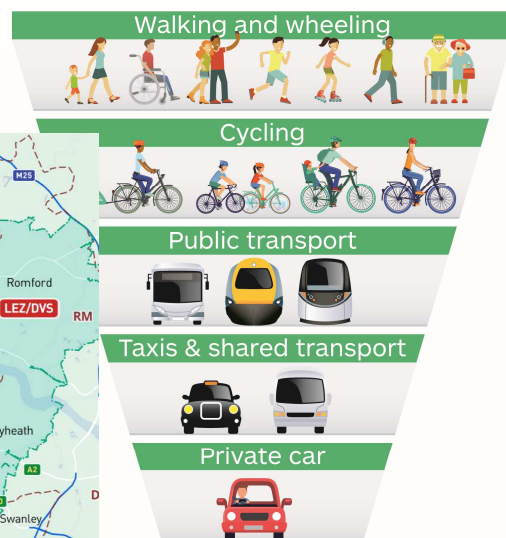 Walking and wheeling
Cycling
Public transport
Taxis & shared transport
Private car
M25
Romford
LEZ/DVS
RM
yheath
A2
D
Swanley